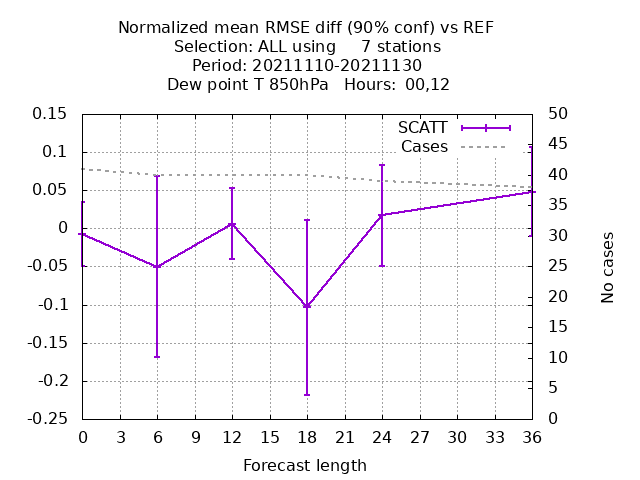 Normalized mean RMSE diff (90% conf) vs REF
Selection: ALL using     7 stations
Period: 20211110-20211130
Dew point T 850hPa   Hours:  00,12
SCATT
Cases
0.15
0.1
0.05
0
-0.05
-0.1
-0.15
-0.2
-0.25
50
45
40
35
30
25
20
15
10
5
0
No cases
0 3 6 9 12 15 18 21 24 27 30 33 36
Forecast length